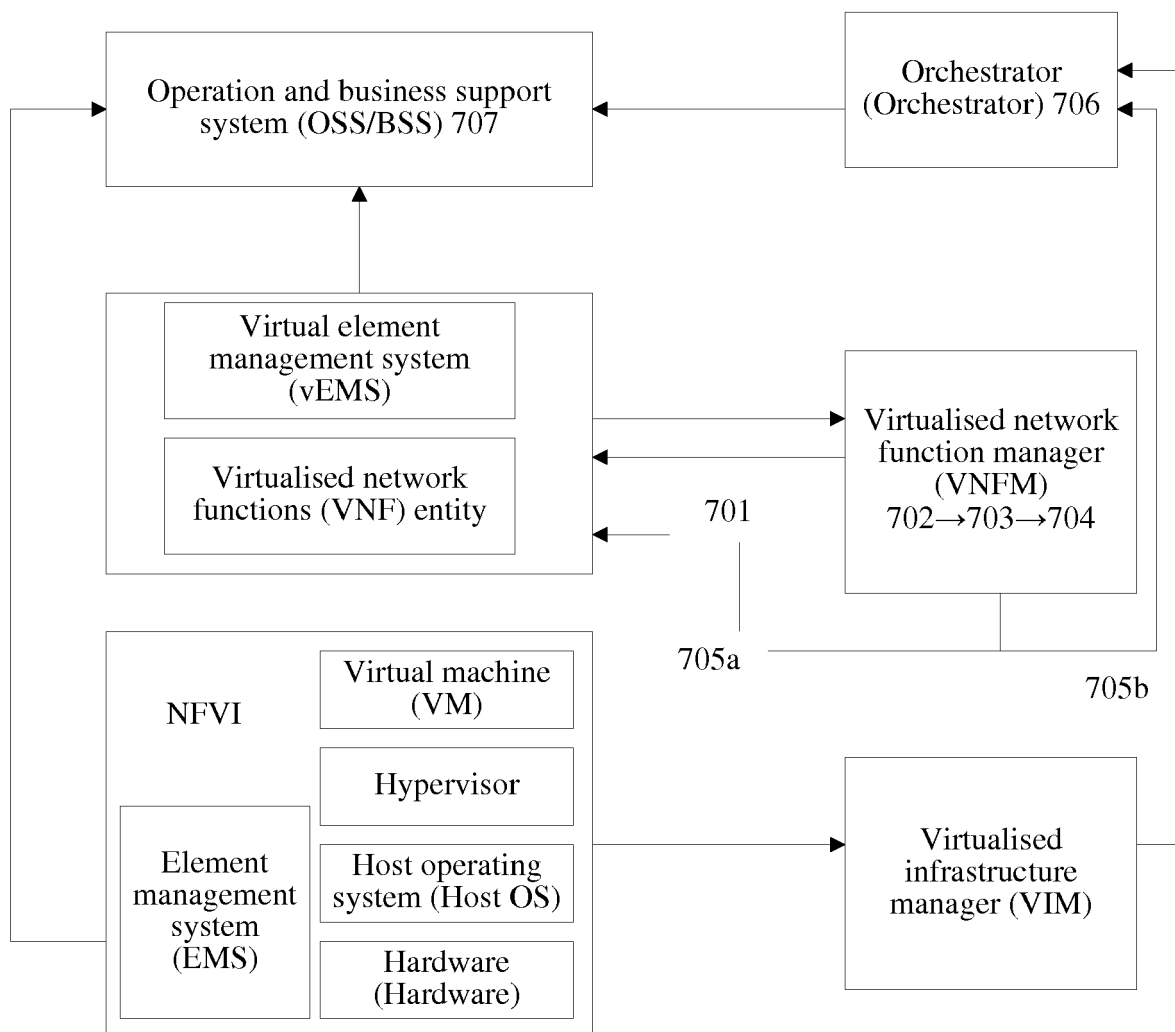 Operation and business support
system (OSS/BSS) 707
Orchestrator
(Orchestrator) 706
Virtual element
management system
(vEMS)
Virtualised network
functions (VNF) entity
Virtualised network
function manager
(VNFM)
702→703→704
701
705a
705b
NFVI
Virtual machine
(VM)
Hypervisor
Element
management
system
(EMS)
Host operating
system (Host OS)
Hardware
(Hardware)
Virtualised
infrastructure
manager (VIM)